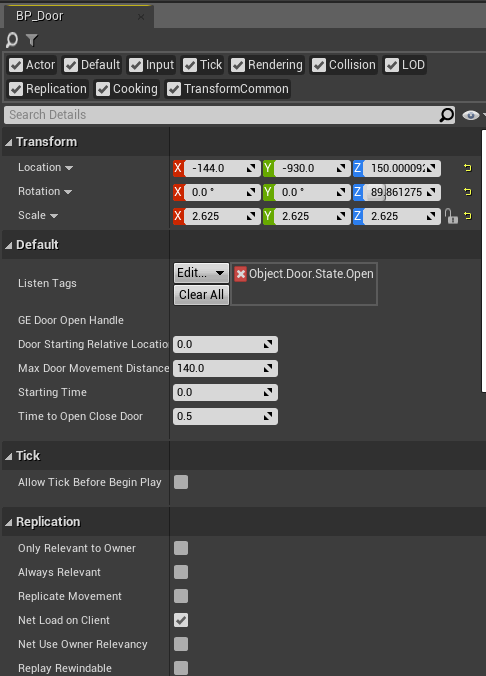 BP_Door
Actor Default Input Tick Rendering Collision LOD
Replication Cooking TransformCommon
Search Details
Transform
Location X -144.0 Y -930.0 Z 150.000092
Rotation X 0.0 ° Y 0.0 ° Z 89.861275
Scale X 2.625 Y 2.625 Z 2.625
Default
Listen Tags Edit... Clear All Object.Door.State.Open
GE Door Open Handle
Door Starting Relative Locatio 0.0
Max Door Movement Distance 140.0
Starting Time 0.0
Time to Open Close Door 0.5
Tick
Allow Tick Before Begin Play
Replication
Only Relevant to Owner
Always Relevant
Replicate Movement
Net Load on Client
Net Use Owner Relevancy
Replay Rewindable